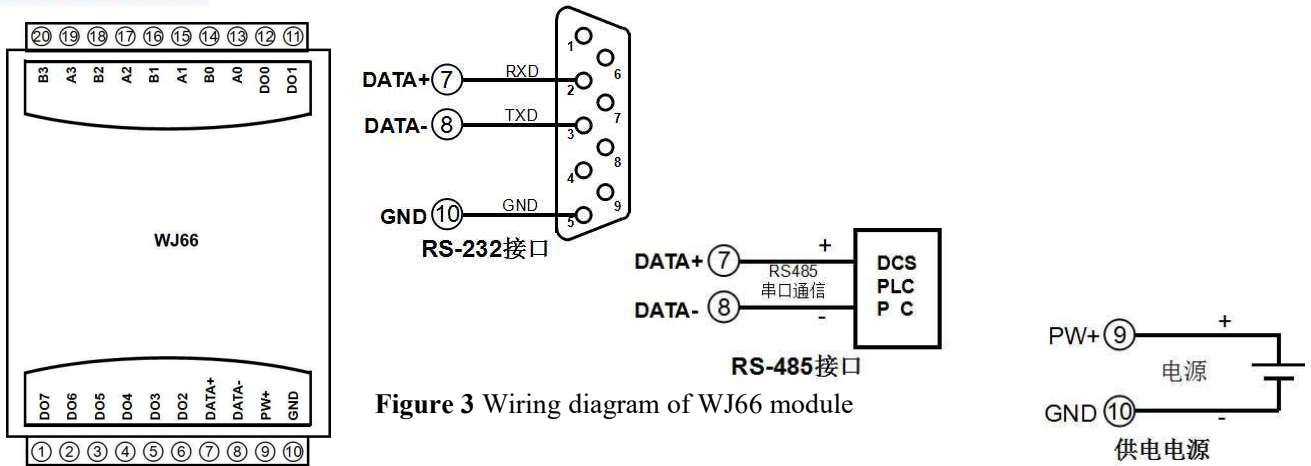 ⑳ ⑲ ⑱ ⑰ ⑯ ⑮ ⑭ ⑬ ⑫ ⑪
B3 A3 B2 A2 B1 A1 B0 A0 DO0 DO1
WJ66
DO7 DO6 DO5 DO4 DO3 DO2 DATA+ DATA- PW+ GND
① ② ③ ④ ⑤ ⑥ ⑦ ⑧ ⑨ ⑩
1
6
DATA+ ⑦ RXD 2
7
DATA- ⑧ TXD 3
8
4
9
GND ⑩ GND 5
RS-232接口
DATA+ ⑦ +
RS485
串口通信
DATA- ⑧ -
DCS
PLC
P C
RS-485接口
PW+ ⑨ +
电源
GND ⑩ -
供电电源
Figure 3 Wiring diagram of WJ66 module